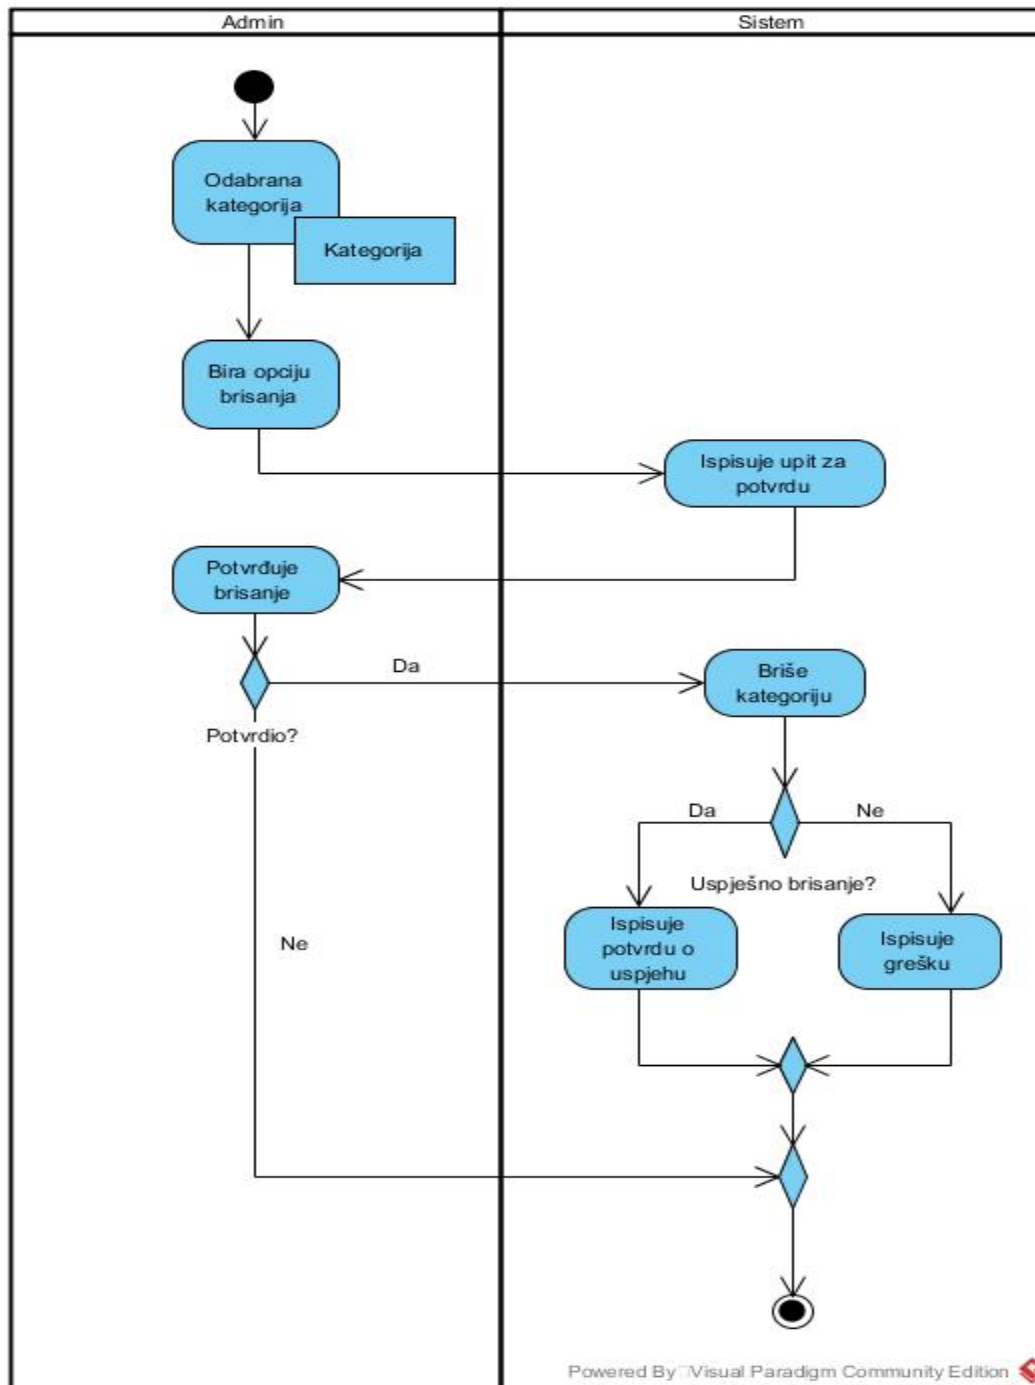 Admin
Sistem
Odabrana
kategorija
Kategorija
Bira opciju
brisanja
Ispisuje upit za
potvrdu
Potvrđuje
brisanje
Da
Potvrdio?
Briše
kategoriju
Da
Ne
Uspješno brisanje?
Ispisuje
potvrdu o
uspjehu
Ispisuje
grešku
Ne
Powered By Visual Paradigm Community Edition